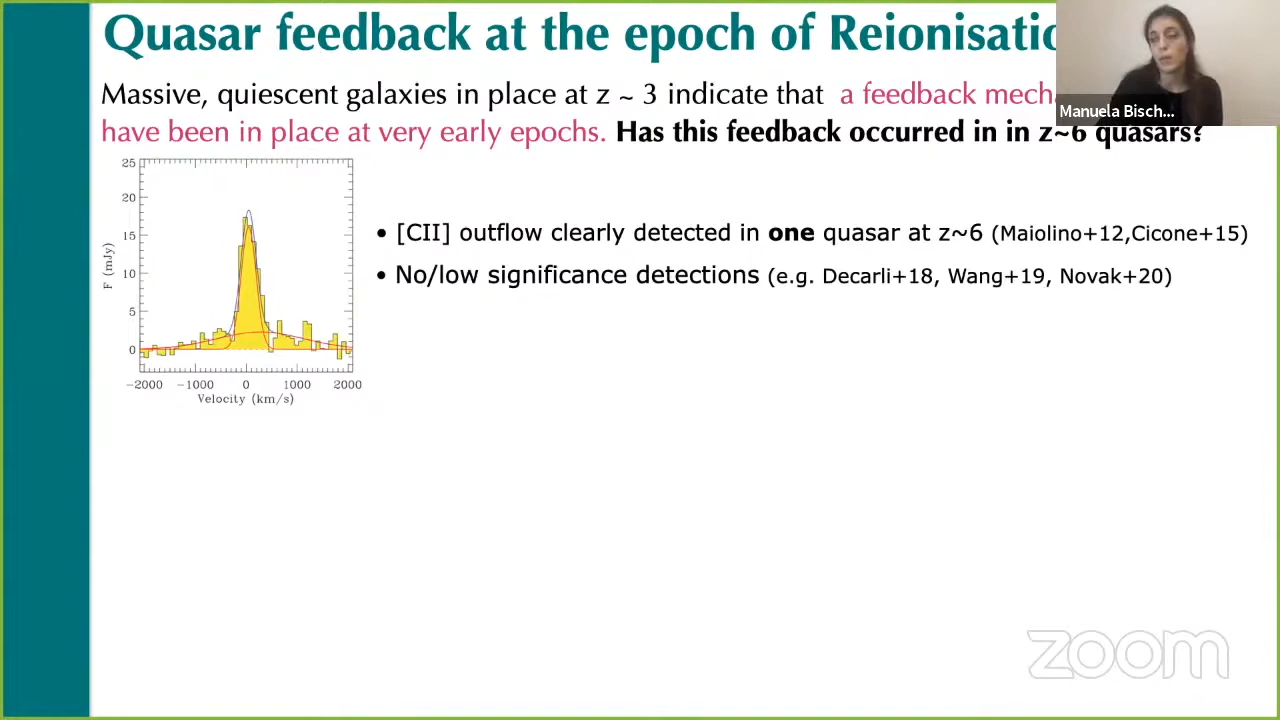 Quasar feedback at the epoch of Reionisatio
Massive, quiescent galaxies in place at z ~ 3 indicate that a feedback mech
Manuela Bisch...
have been in place at very early epochs. Has this feedback occurred in in z~6 quasars?
• [CII] outflow clearly detected in one quasar at z~6 (Maiolino+12,Cicone+15)
• No/low significance detections (e.g. Decarli+18, Wang+19, Novak+20)
25
20
15
10
5
0
F (mJy)
−2000 −1000 0 1000 2000
Velocity (km/s)
zoom